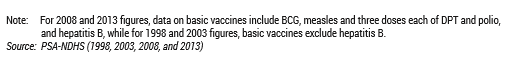 Note: For 2008 and 2013 figures, data on basic vaccines include BCG, measles and three doses each of DPT and polio,
and hepatitis B, while for 1998 and 2003 figures, basic vaccines exclude hepatitis B.
Source: PSA-NDHS (1998, 2003, 2008, and 2013)